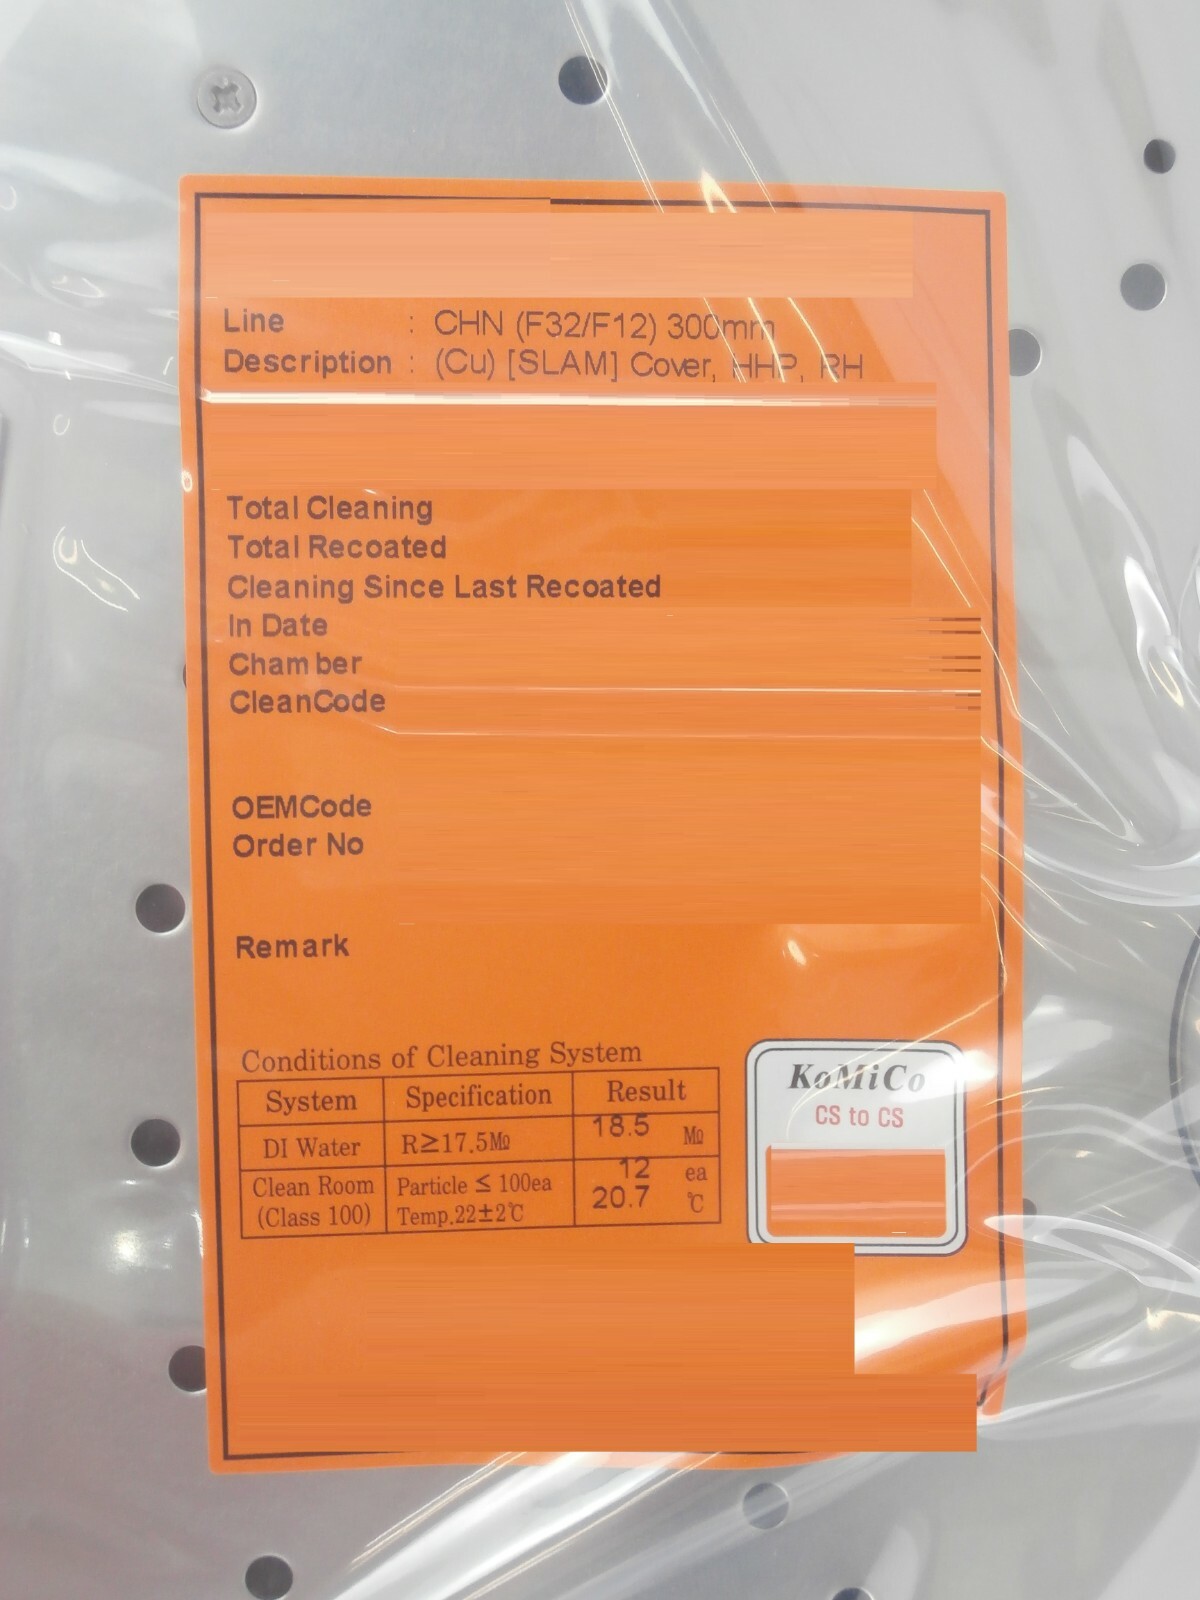 Line : CHN (F32/F12) 300mm
Description : (Cu) [SLAM] Cover, HHP, RH
Total Cleaning
Total Recoated
Cleaning Since Last Recoated
In Date
Chamber
CleanCode
OEMCode
Order No
Remark
Conditions of Cleaning System
System Specification Result
DI Water R≥17.5MΩ 18.5 MΩ
Clean Room Particle ≤ 100ea 12 ea
(Class 100) Temp.22±2℃ 20.7 ℃
KoMiCo
CS to CS